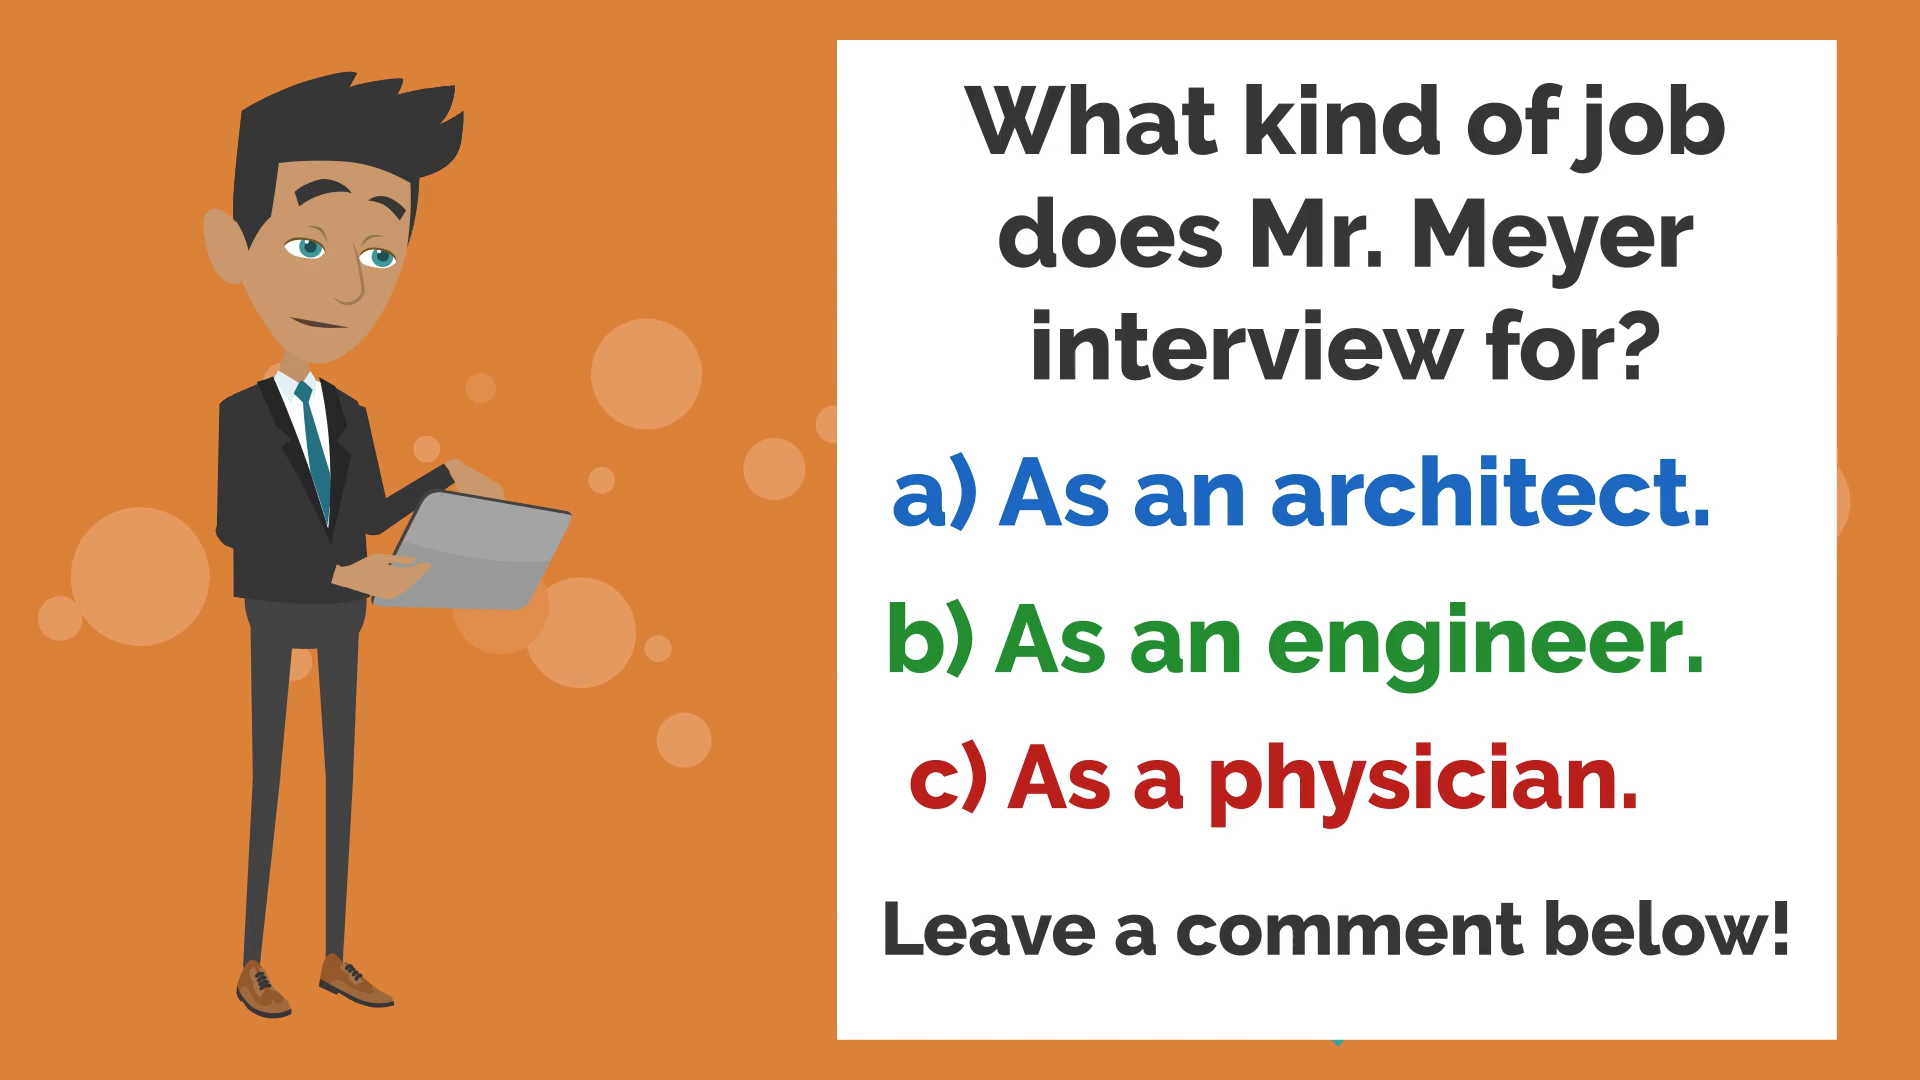 What kind of job
does Mr. Meyer
interview for?
a) As an architect.
b) As an engineer.
c) As a physician.
Leave a comment below!